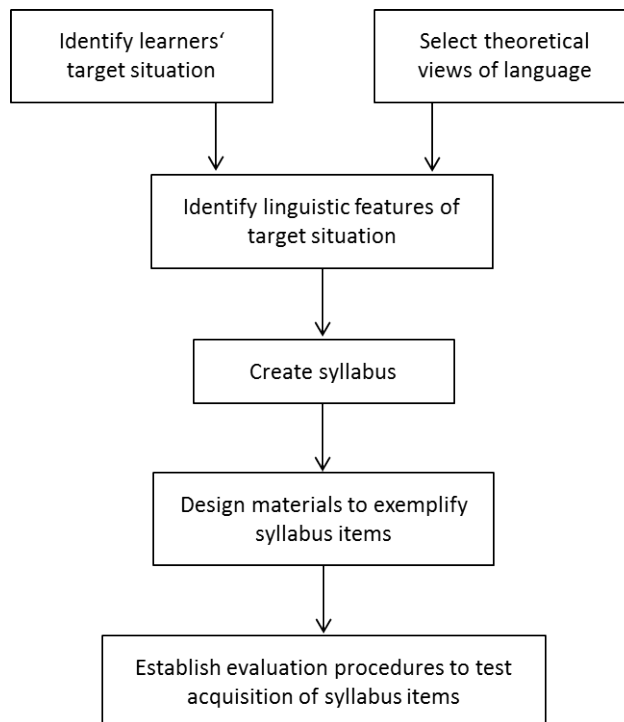 Identify learners‘
target situation
Select theoretical
views of language
Identify linguistic features of
target situation
Create syllabus
Design materials to exemplify
syllabus items
Establish evaluation procedures to test
acquisition of syllabus items